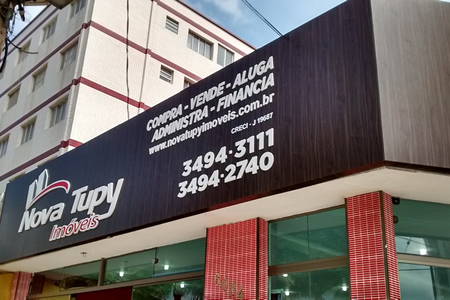 Nova Tupy
Imóveis
COMPRA - VENDE - ALUGA
ADMINISTRA - FINANCIA
www.novatupyimoveis.com.br
CRECI - J 19687
3494-3111
3494-2740